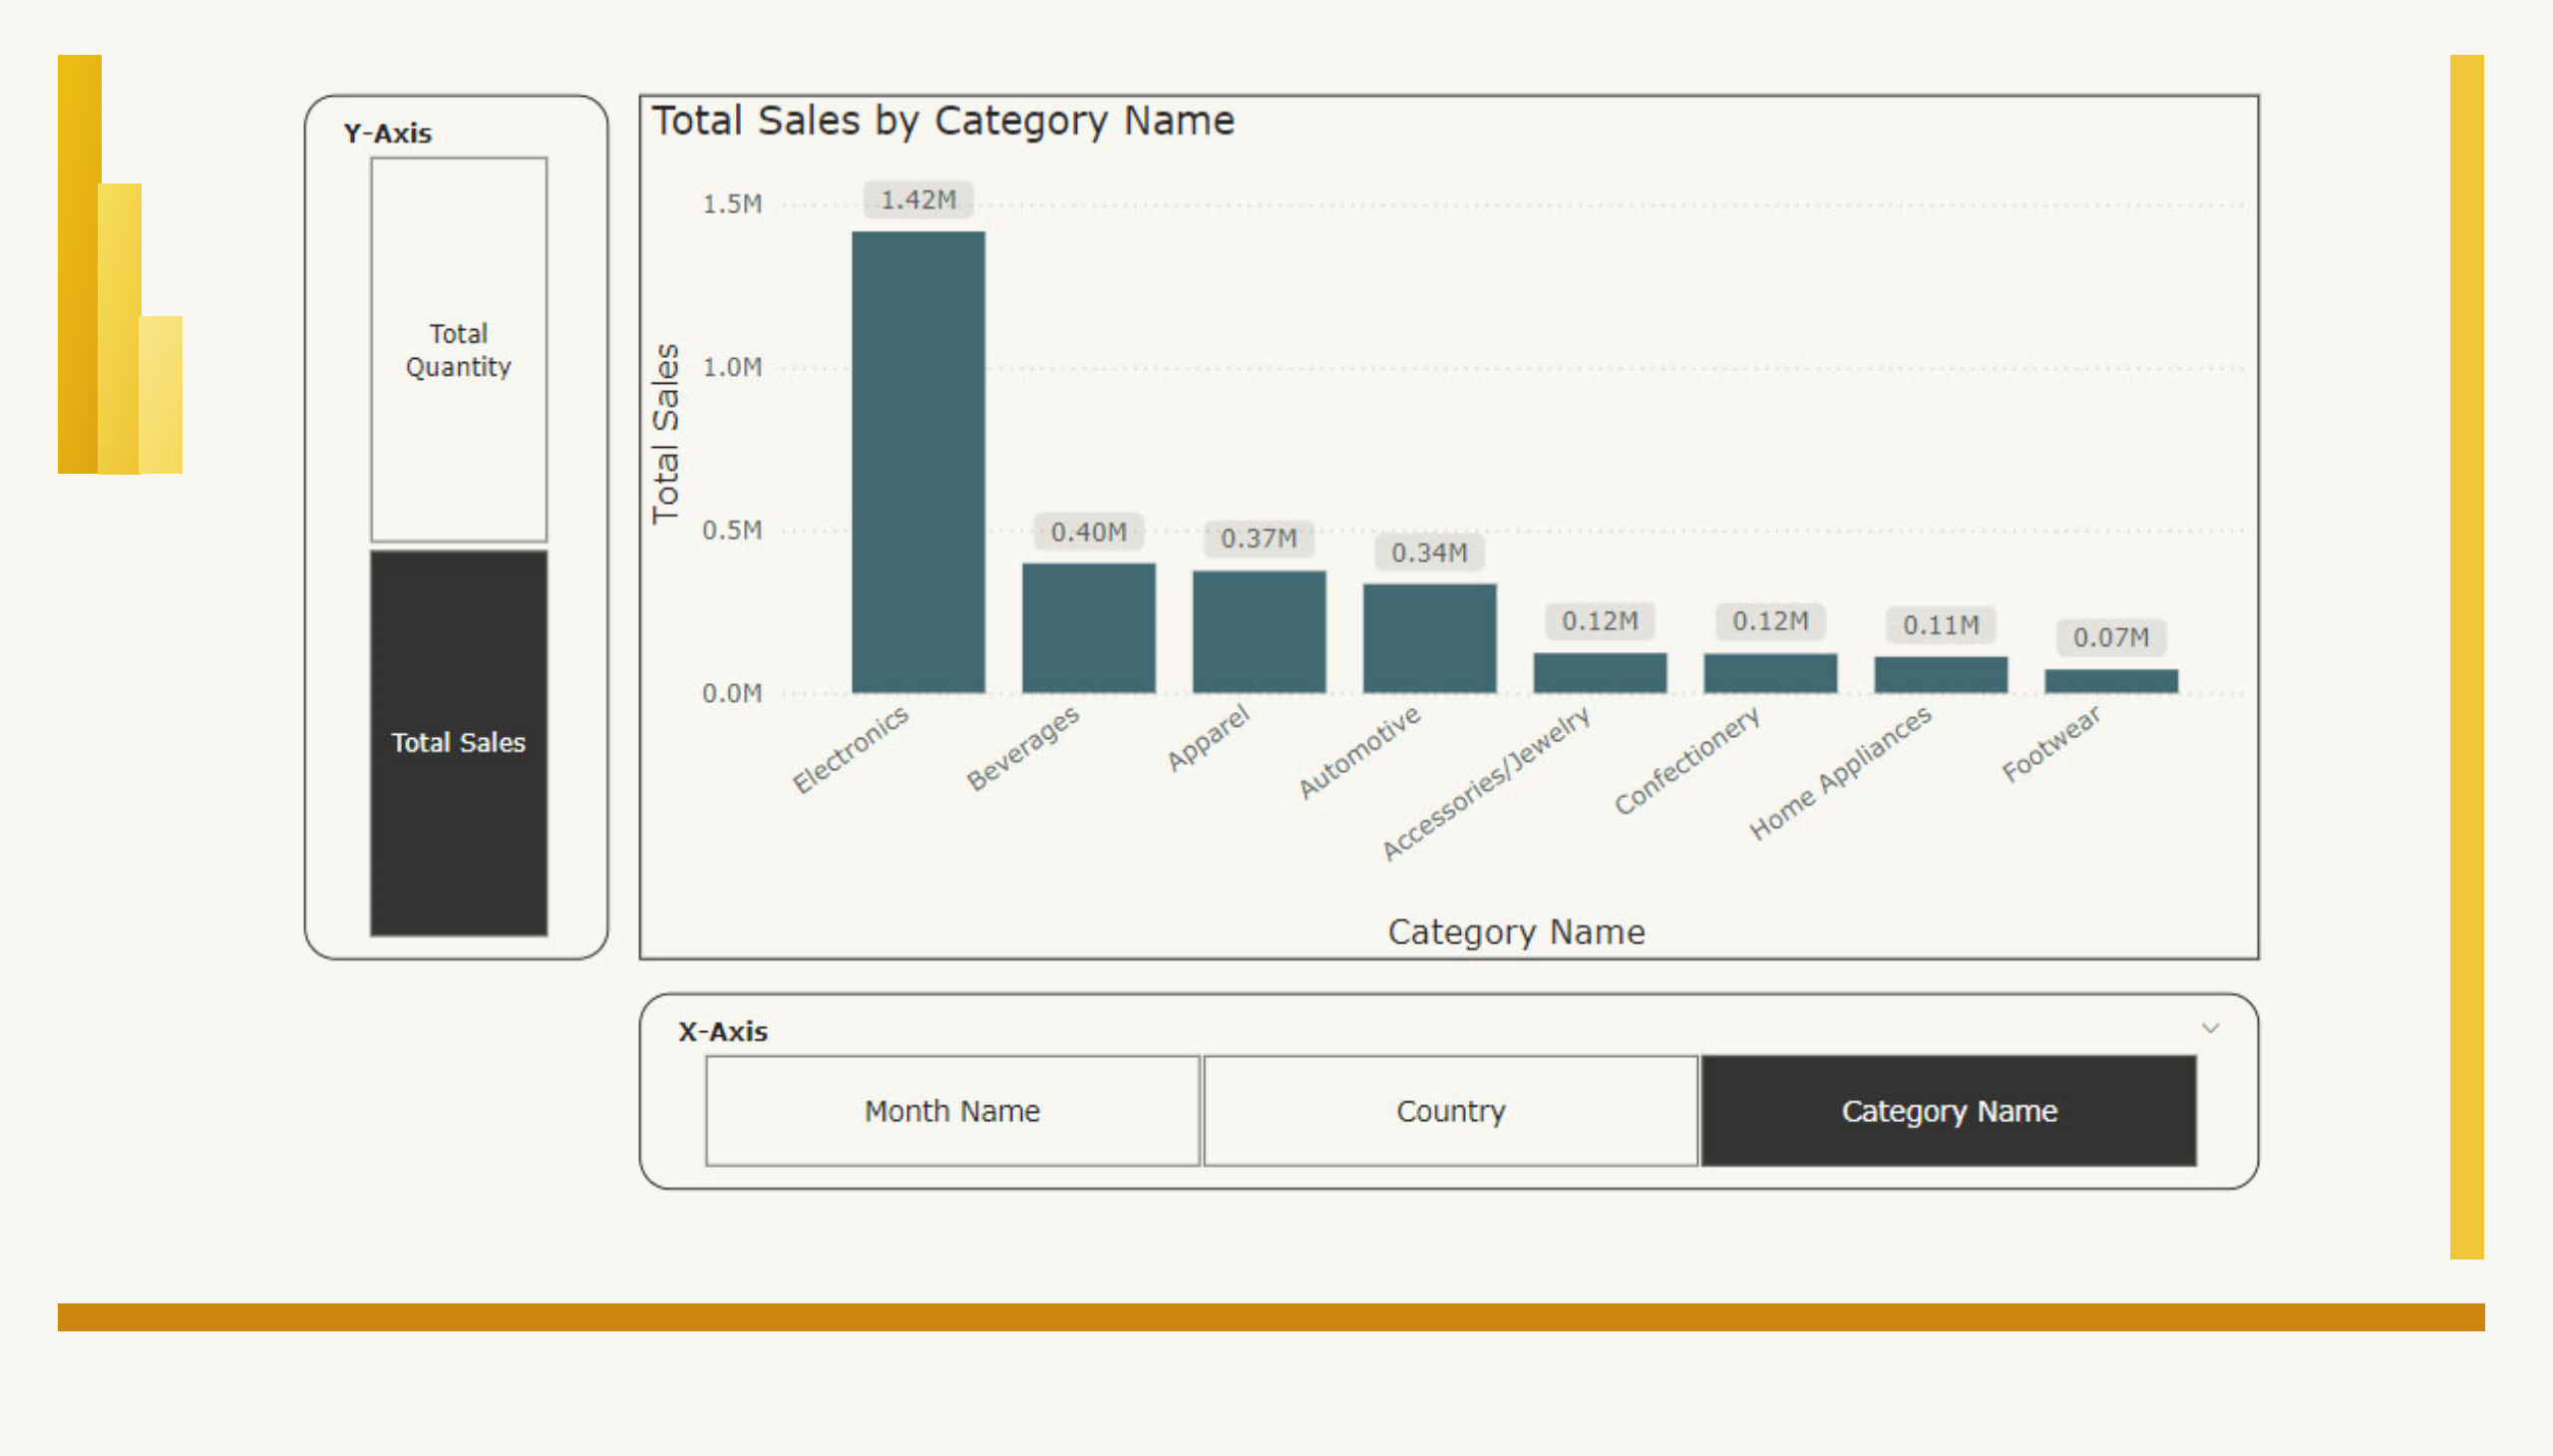 Y-Axis
Total
Quantity
Total Sales
Total Sales by Category Name
Total Sales
1.5M
1.0M
0.5M
0.0M
1.42M
0.40M
0.37M
0.34M
0.12M
0.12M
0.11M
0.07M
Electronics
Beverages
Apparel
Automotive
Accessories/Jewelry
Confectionery
Home Appliances
Footwear
Category Name
X-Axis
Month Name
Country
Category Name